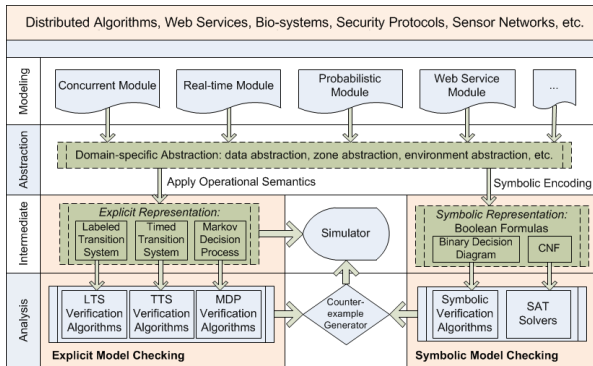 Distributed Algorithms, Web Services, Bio-systems, Security Protocols, Sensor Networks, etc.
Modeling
Concurrent Module
Real-time Module
Probabilistic
Module
Web Service
Module
...
Abstraction
Domain-specific Abstraction: data abstraction, zone abstraction, environment abstraction, etc.
Apply Operational Semantics
Symbolic Encoding
Intermediate
Explicit Representation:
Labeled
Transition
System
Timed
Transition
System
Markov
Decision
Process
Simulator
Symbolic Representation:
Boolean Formulas
Binary Decision
Diagram
CNF
Analysis
LTS
Verification
Algorithms
TTS
Verification
Algorithms
MDP
Verification
Algorithms
Counter-
example
Generator
Symbolic
Verification
Algorithms
SAT
Solvers
Explicit Model Checking
Symbolic Model Checking